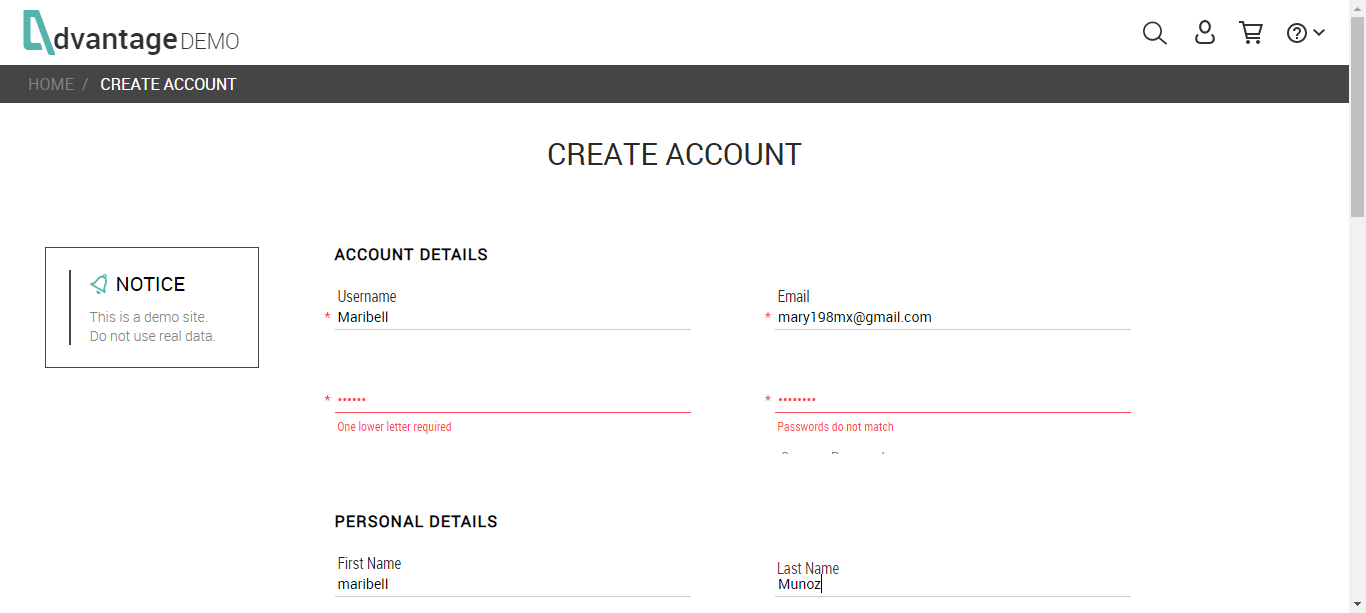 dvantage DEMO
HOME / CREATE ACCOUNT
CREATE ACCOUNT
NOTICE
This is a demo site.
Do not use real data.
ACCOUNT DETAILS
Username
* Maribell
Email
* mary198mx@gmail.com
* ••••••
One lower letter required
* ••••••••
Passwords do not match
PERSONAL DETAILS
First Name
maribell
Last Name
Munoz